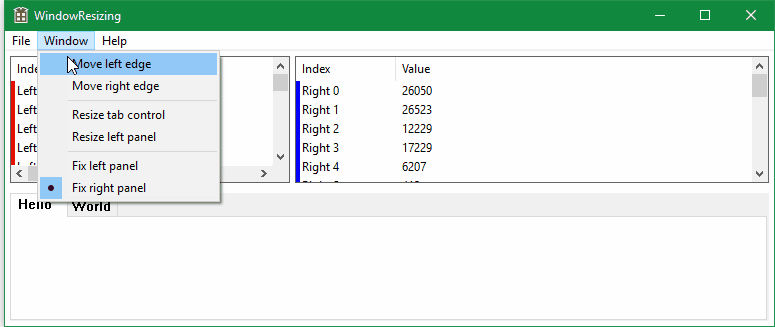 WindowResizing
File Window Help
Move left edge
Move right edge
Resize tab control
Resize left panel
Fix left panel
Fix right panel
Inde
Left
Left
Left
Left
Index Value
Right 0 26050
Right 1 26523
Right 2 12229
Right 3 17229
Right 4 6207
Hello World